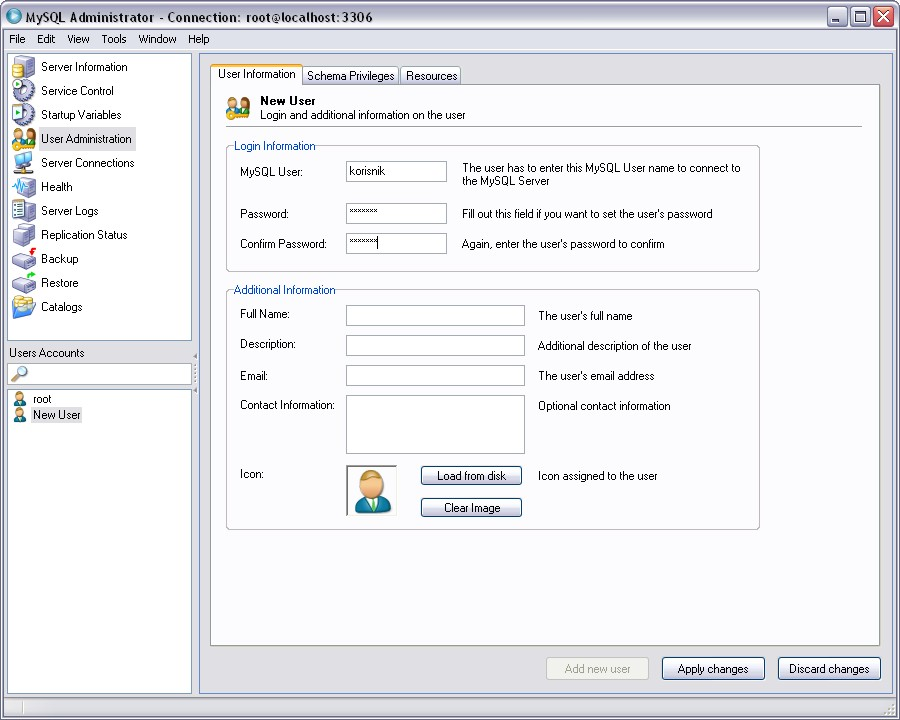 MySQL Administrator - Connection: root@localhost:3306
File Edit View Tools Window Help
Server Information
Service Control
Startup Variables
User Administration
Server Connections
Health
Server Logs
Replication Status
Backup
Restore
Catalogs
Users Accounts
root
New User
User Information Schema Privileges Resources
New User
Login and additional information on the user
Login Information
MySQL User: korisnik The user has to enter this MySQL User name to connect to
the MySQL Server
Password: ******* Fill out this field if you want to set the user's password
Confirm Password: ******* Again, enter the user's password to confirm
Additional Information
Full Name: The user's full name
Description: Additional description of the user
Email: The user's email address
Contact Information: Optional contact information
Icon: Load from disk Icon assigned to the user
Clear Image
Add new user Apply changes Discard changes